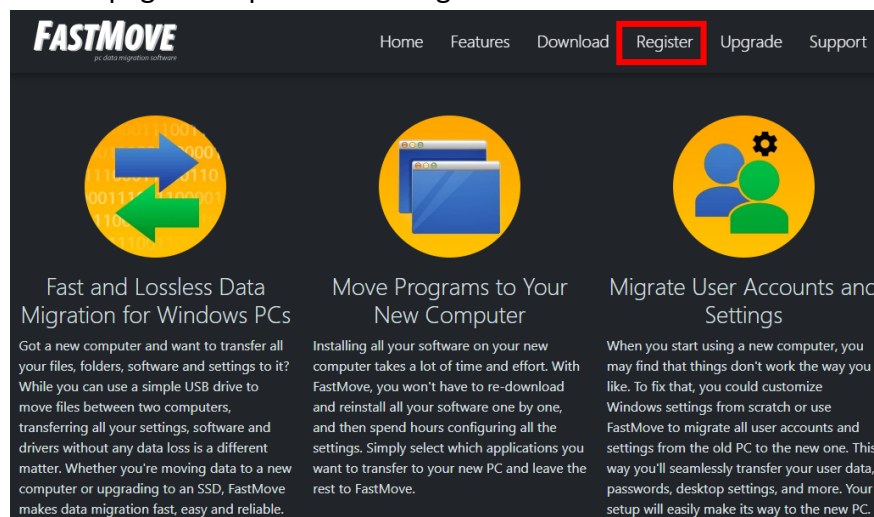 FASTMOVE
pc data migration software
Home Features Download Register Upgrade Support
Fast and Lossless Data
Migration for Windows PCs
Got a new computer and want to transfer all
your files, folders, software and settings to it?
While you can use a simple USB drive to
move files between two computers,
transferring all your settings, software and
drivers without any data loss is a different
matter. Whether you're moving data to a new
computer or upgrading to an SSD, FastMove
makes data migration fast, easy and reliable.
Move Programs to Your
New Computer
Installing all your software on your new
computer takes a lot of time and effort. With
FastMove, you won't have to re-download
and reinstall all your software one by one,
and then spend hours configuring all the
settings. Simply select which applications you
want to transfer to your new PC and leave the
rest to FastMove.
Migrate User Accounts and
Settings
When you start using a new computer, you
may find that things don't work the way you
like. To fix that, you could customize
Windows settings from scratch or use
FastMove to migrate all user accounts and
settings from the old PC to the new one. This
way you'll seamlessly transfer your user data,
passwords, desktop settings, and more. Your
setup will easily make its way to the new PC.